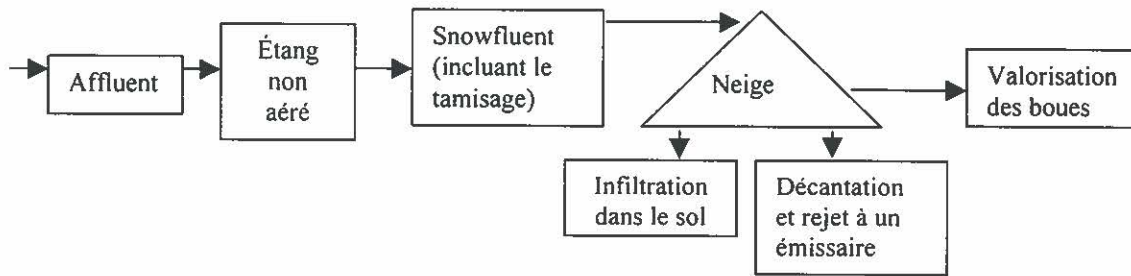 Affluent
Étang
non
aéré
Snowfluent
(incluant le
tamisage)
Neige
Valorisation
des boues
Infiltration
dans le sol
Décantation
et rejet à un
émissaire